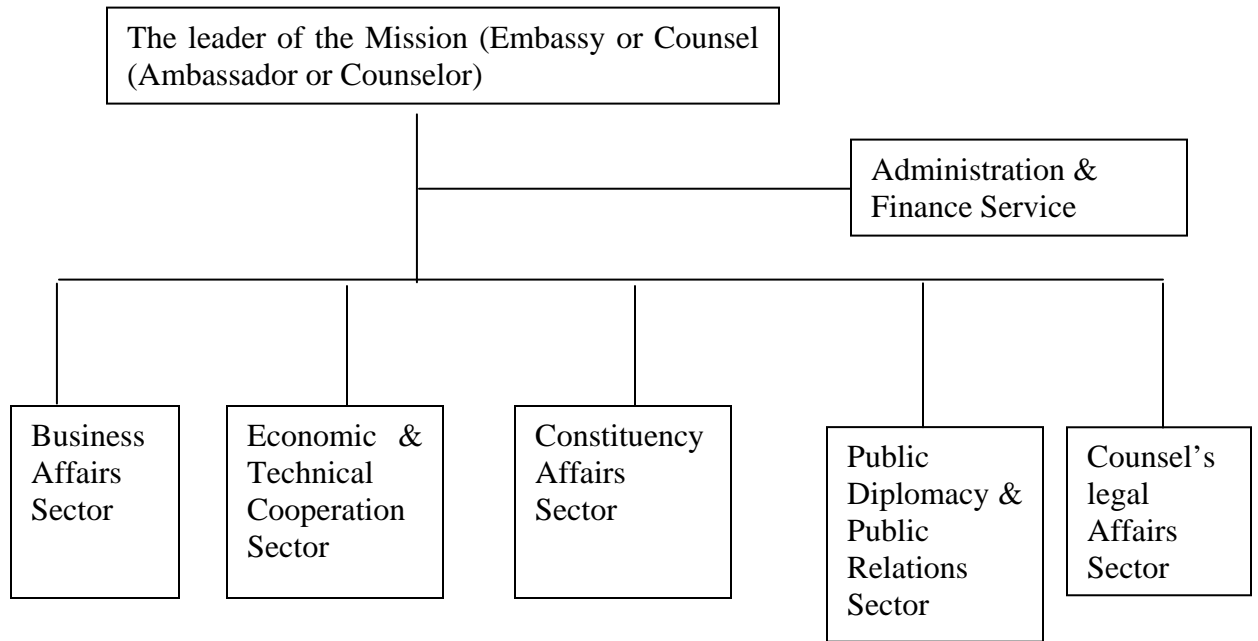 The leader of the Mission (Embassy or Counsel
(Ambassador or Counselor)
Administration &
Finance Service
Business
Affairs
Sector
Economic &
Technical
Cooperation
Sector
Constituency
Affairs
Sector
Public
Diplomacy &
Public
Relations
Sector
Counsel's
legal
Affairs
Sector